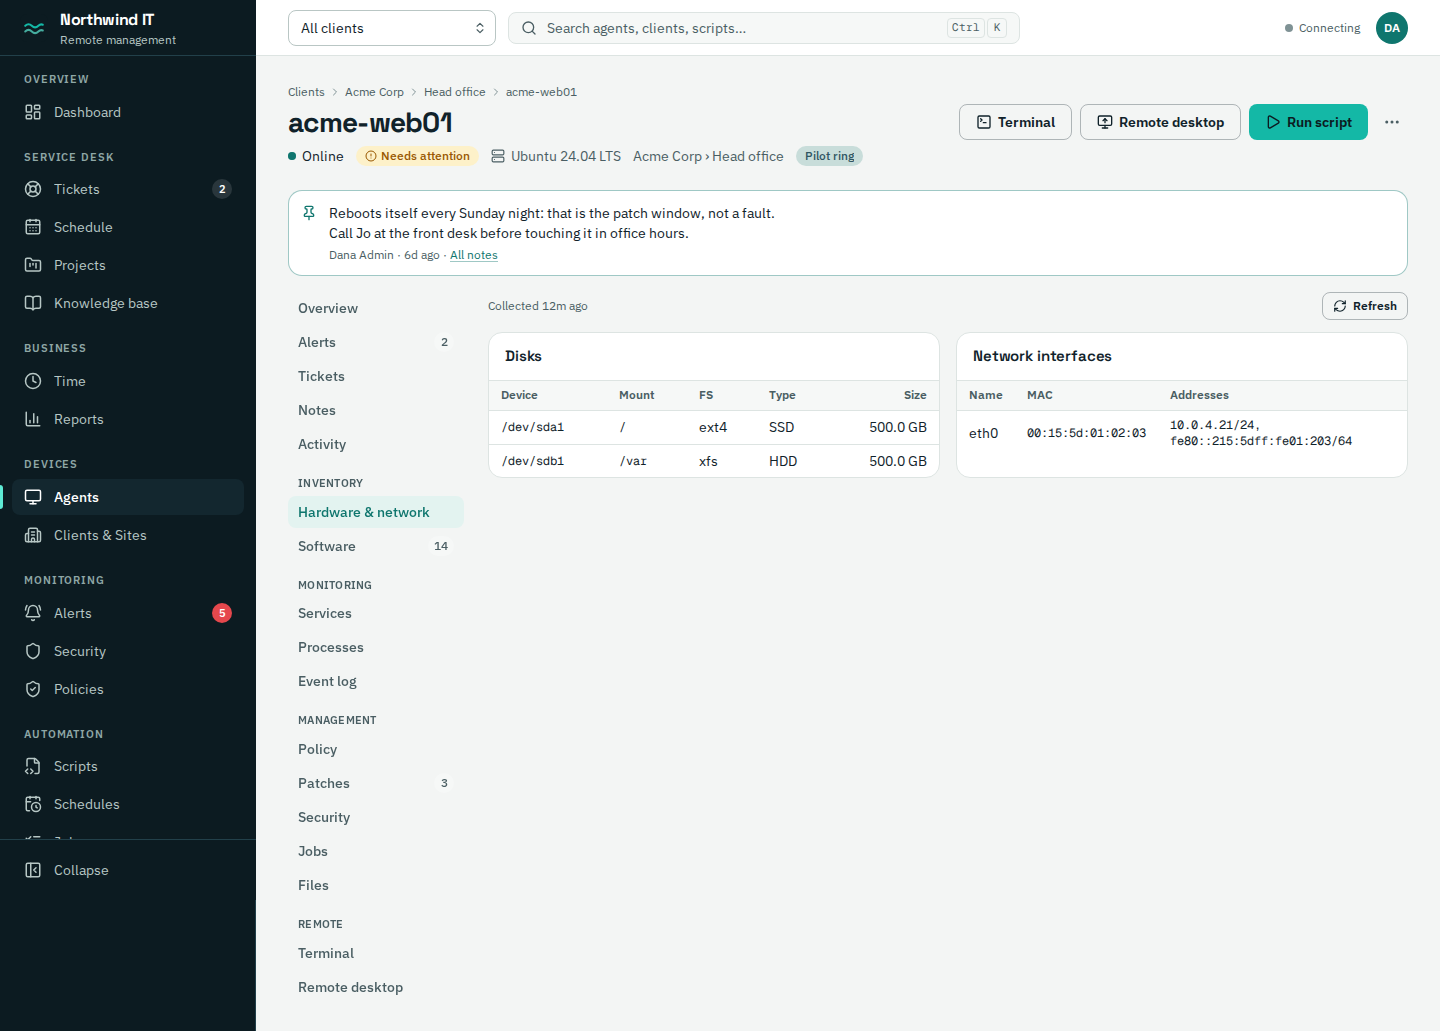 Northwind IT
Remote management
OVERVIEW
Dashboard
SERVICE DESK
Tickets 2
Schedule
Projects
Knowledge base
BUSINESS
Time
Reports
DEVICES
Agents
Clients & Sites
MONITORING
Alerts 5
Security
Policies
AUTOMATION
Scripts
Schedules
Collapse
All clients
Search agents, clients, scripts... Ctrl K
Connecting
DA
Clients > Acme Corp > Head office > acme-web01
acme-web01
Terminal
Remote desktop
Run script
Online Needs attention Ubuntu 24.04 LTS Acme Corp › Head office Pilot ring
Reboots itself every Sunday night: that is the patch window, not a fault.
Call Jo at the front desk before touching it in office hours.
Dana Admin · 6d ago · All notes
Overview
Alerts 2
Tickets
Notes
Activity
INVENTORY
Hardware & network
Software 14
MONITORING
Services
Processes
Event log
MANAGEMENT
Policy
Patches 3
Security
Jobs
Files
REMOTE
Terminal
Remote desktop
Collected 12m ago
Refresh
Disks
Device Mount FS Type Size
/dev/sda1 / ext4 SSD 500.0 GB
/dev/sdb1 /var xfs HDD 500.0 GB
Network interfaces
Name MAC Addresses
eth0 00:15:5d:01:02:03 10.0.4.21/24,
fe80::215:5dff:fe01:203/64